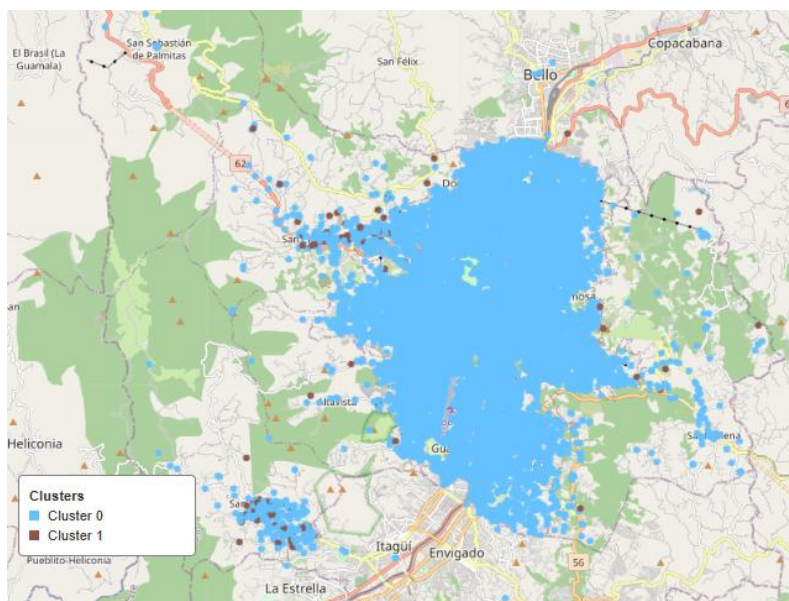 El Brasil (La
Guamala)
San Sebastián
de Palmitas
San Félix
Copacabana
Bello
62
Heliconia
Clusters
Cluster 0
Cluster 1
Pueblito-Heliconia
Altavista
Itagüí
Envigado
La Estrella
56